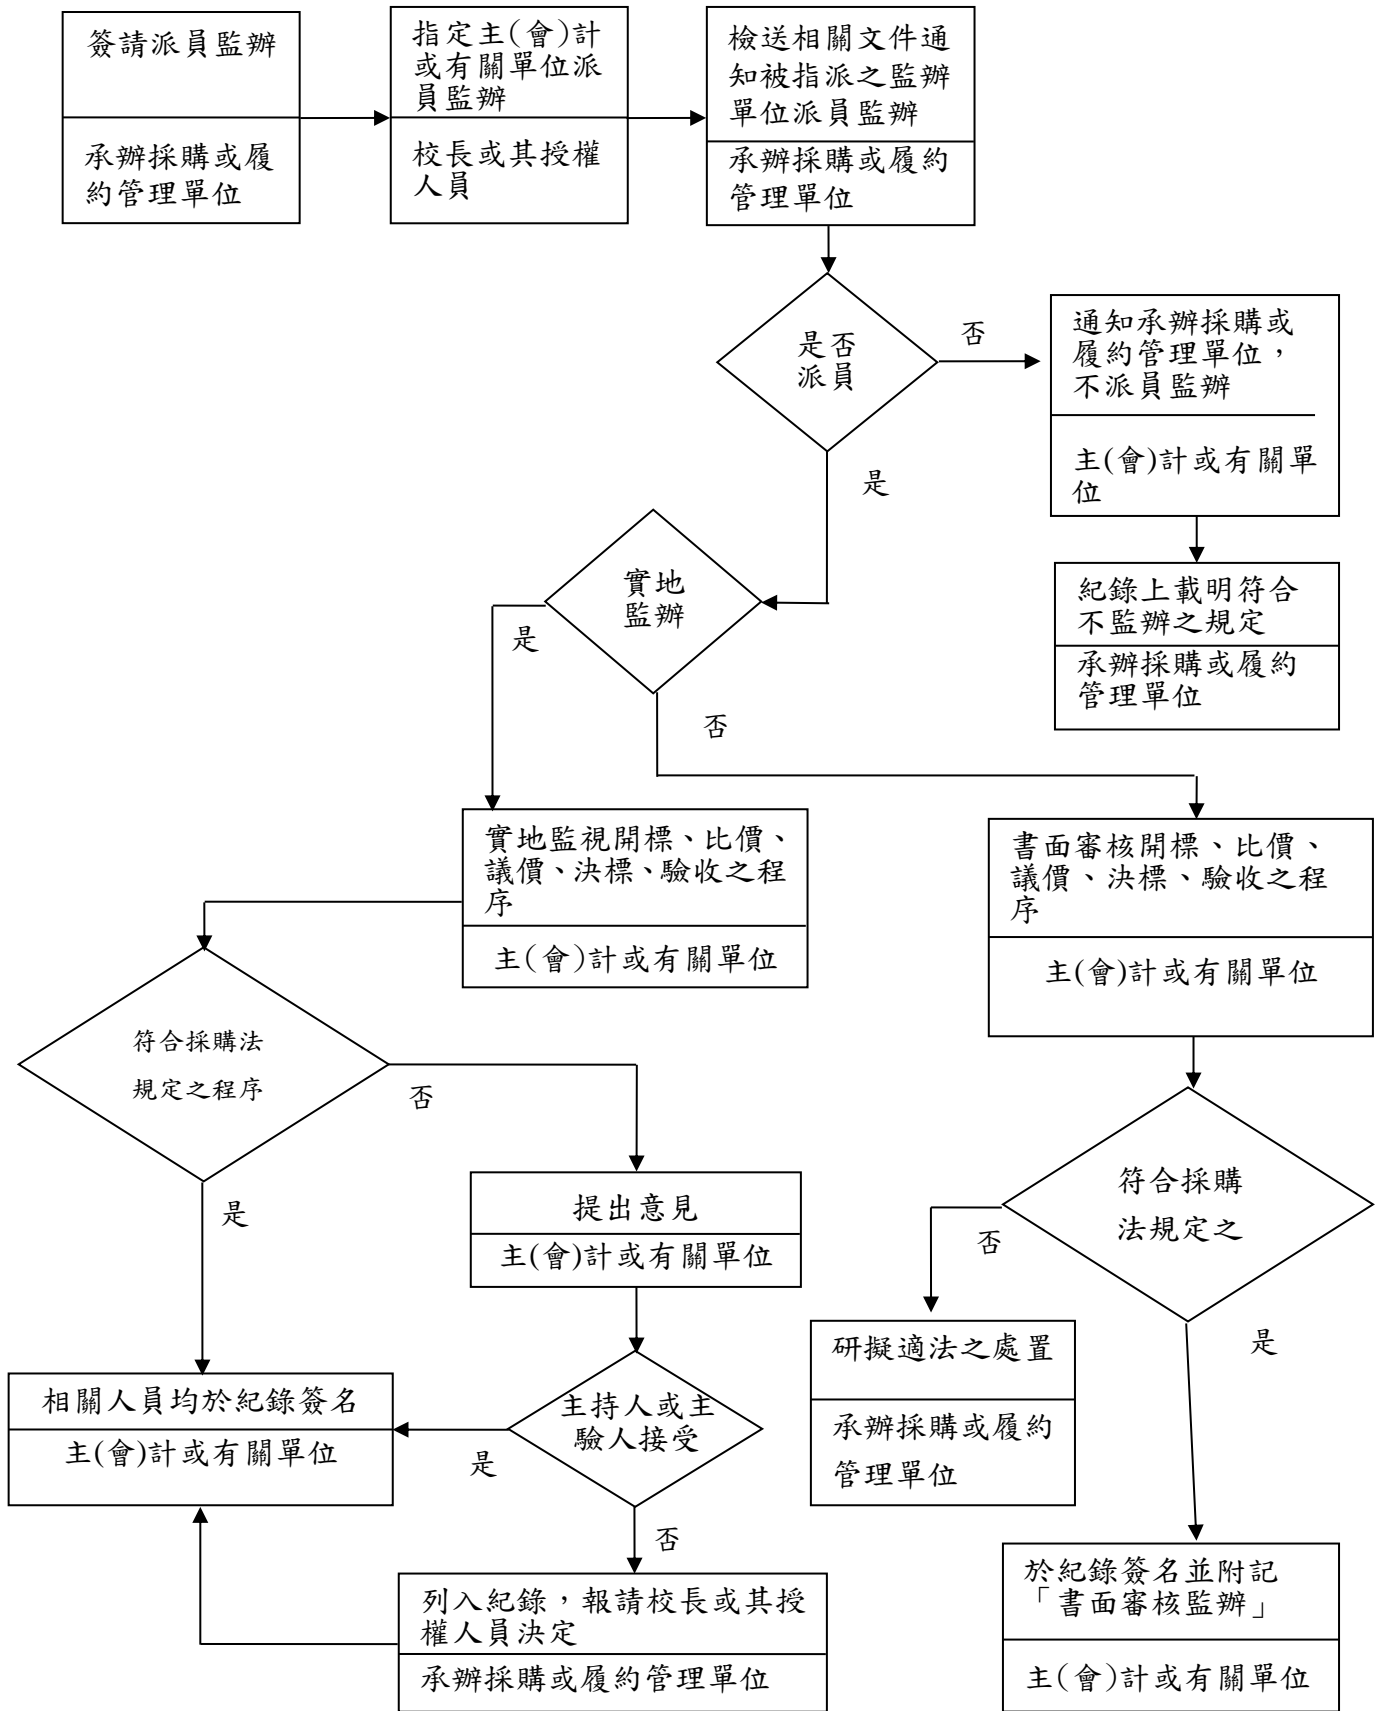 簽請派員監辦
承辦採購或履
約管理單位
指定主(會)計
或有關單位派
員監辦
校長或其授權
人員
檢送相關文件通
知被指派之監辦
單位派員監辦
承辦採購或履約
管理單位
是否
派員
否
通知承辦採購或
履約管理單位，
不派員監辦
主(會)計或有關單
位
是
實地
監辦
紀錄上載明符合
不監辦之規定
承辦採購或履約
管理單位
是
否
實地監視開標、比價、
議價、決標、驗收之程
序
主(會)計或有關單位
書面審核開標、比價、
議價、決標、驗收之程
序
主(會)計或有關單位
符合採購法
規定之程序
否
是
提出意見
主(會)計或有關單位
符合採購
法規定之
否
是
研擬適法之處置
承辦採購或履約
管理單位
相關人員均於紀錄簽名
主(會)計或有關單位
主持人或主
驗人接受
是
否
列入紀錄，報請校長或其授
權人員決定
承辦採購或履約管理單位
於紀錄簽名並附記
「書面審核監辦」
主(會)計或有關單位